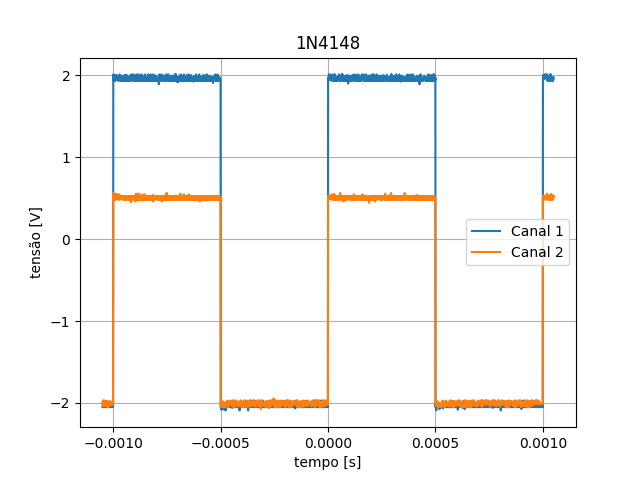 1N4148
2
1
0
−1
−2
tensão [V]
Canal 1
Canal 2
−0.0010
−0.0005
0.0000
0.0005
0.0010
tempo [s]